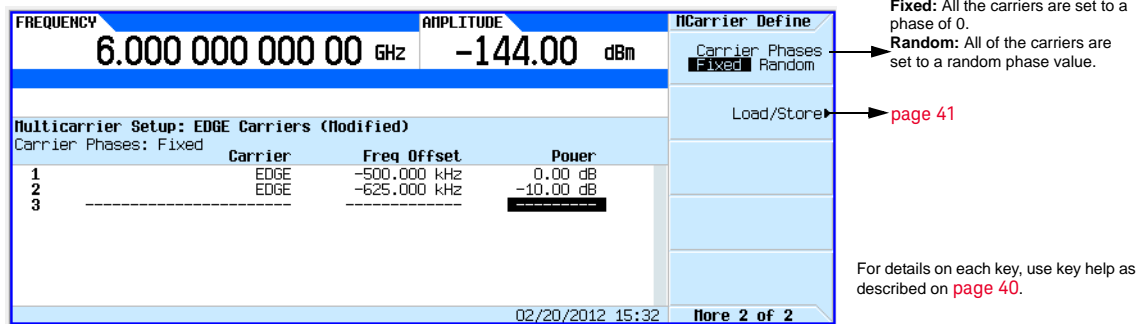 FREQUENCY AMPLITUDE MCarrier Define
6.000 000 000 00 GHz -144.00 dBm
Carrier Phases
Fixed Random
Fixed: All the carriers are set to a
phase of 0.
Random: All of the carriers are
set to a random phase value.
Load/Store
page 41
Multicarrier Setup: EDGE Carriers (Modified)
Carrier Phases: Fixed
Carrier Freq Offset Power
1 EDGE -500.000 kHz 0.00 dB
2 EDGE -625.000 kHz -10.00 dB
3 ----------------------- ------------- ---------
For details on each key, use key help as
described on page 40.
02/20/2012 15:32 More 2 of 2